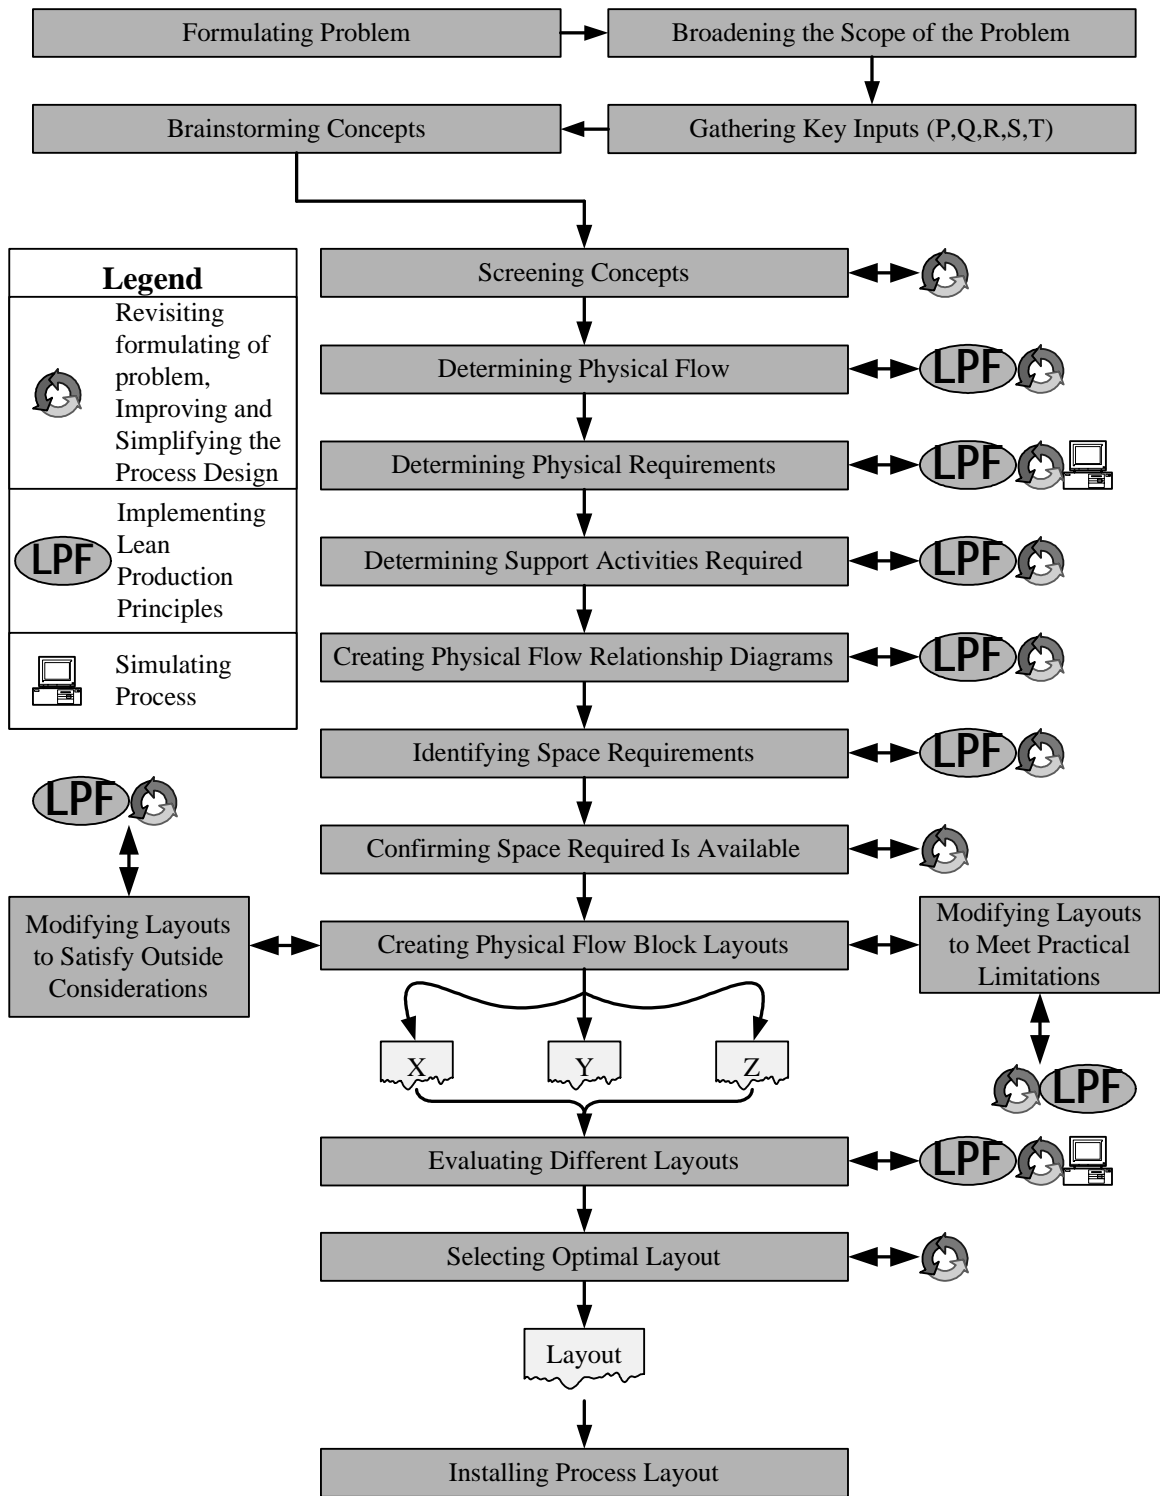 Formulating Problem
Broadening the Scope of the Problem
Brainstorming Concepts
Gathering Key Inputs (P,Q,R,S,T)
Legend
Revisiting
formulating of
problem,
Improving and
Simplifying the
Process Design
LPF
Implementing
Lean
Production
Principles
Simulating
Process
Screening Concepts
Determining Physical Flow
LPF
Determining Physical Requirements
LPF
Determining Support Activities Required
LPF
Creating Physical Flow Relationship Diagrams
LPF
Identifying Space Requirements
LPF
LPF
Confirming Space Required Is Available
Modifying Layouts
to Satisfy Outside
Considerations
Creating Physical Flow Block Layouts
Modifying Layouts
to Meet Practical
Limitations
X
Y
Z
LPF
Evaluating Different Layouts
LPF
Selecting Optimal Layout
Layout
Installing Process Layout